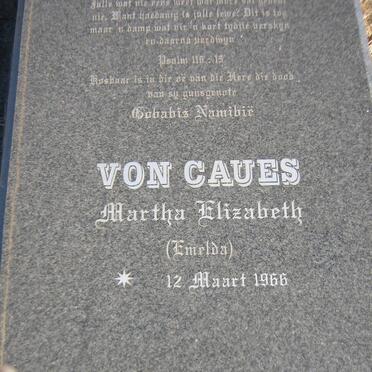 Julle wat nie eens weet wat môre sal gebeur
nie. Want hoedanig is julle lewe? Dit is tog
maar 'n damp wat vir 'n kort tydjie verskyn
en daarna verdwyn
Psalm 116 : 15
Kosbaar is in die oë van die Here die dood
van sy gunsgenote
Gobabis Namibië
VON CAUES
Martha Elizabeth
(Emelda)
* 12 Maart 1966